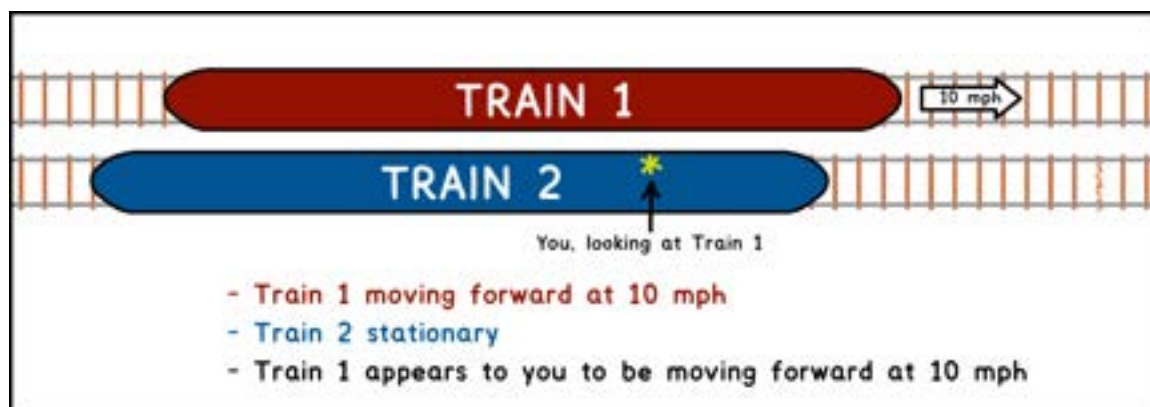 TRAIN 1
10 mph
TRAIN 2
You, looking at Train 1
- Train 1 moving forward at 10 mph
- Train 2 stationary
- Train 1 appears to you to be moving forward at 10 mph